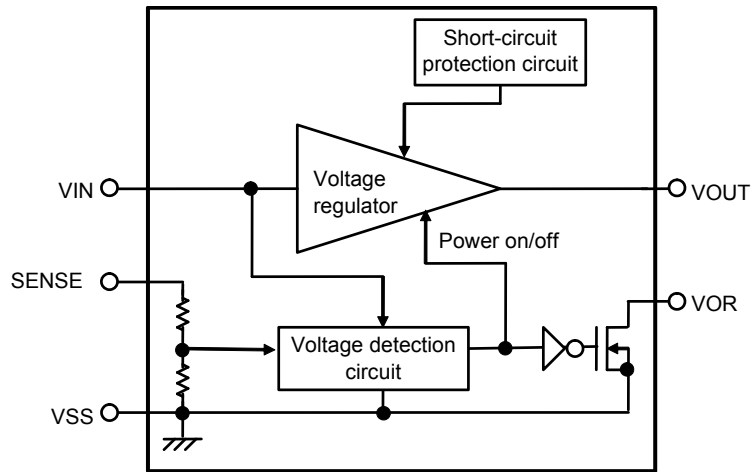 Short-circuit
protection circuit
VIN
Voltage
regulator
VOUT
Power on/off
SENSE
VOR
Voltage detection
circuit
VSS